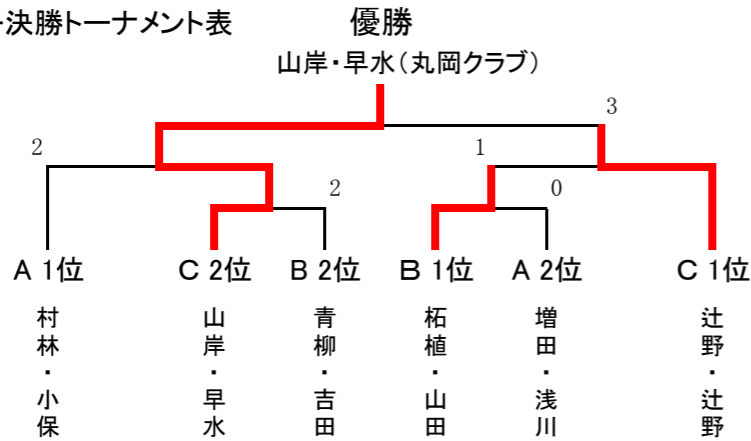 決勝トーナメント表
優勝
山岸・早水(丸岡クラブ)
3
2
1
2
0
A 1位
C 2位
B 2位
B 1位
A 2位
C 1位
村林・小保
山岸・早水
青柳・吉田
柘植・山田
増田・浅川
辻野・辻野